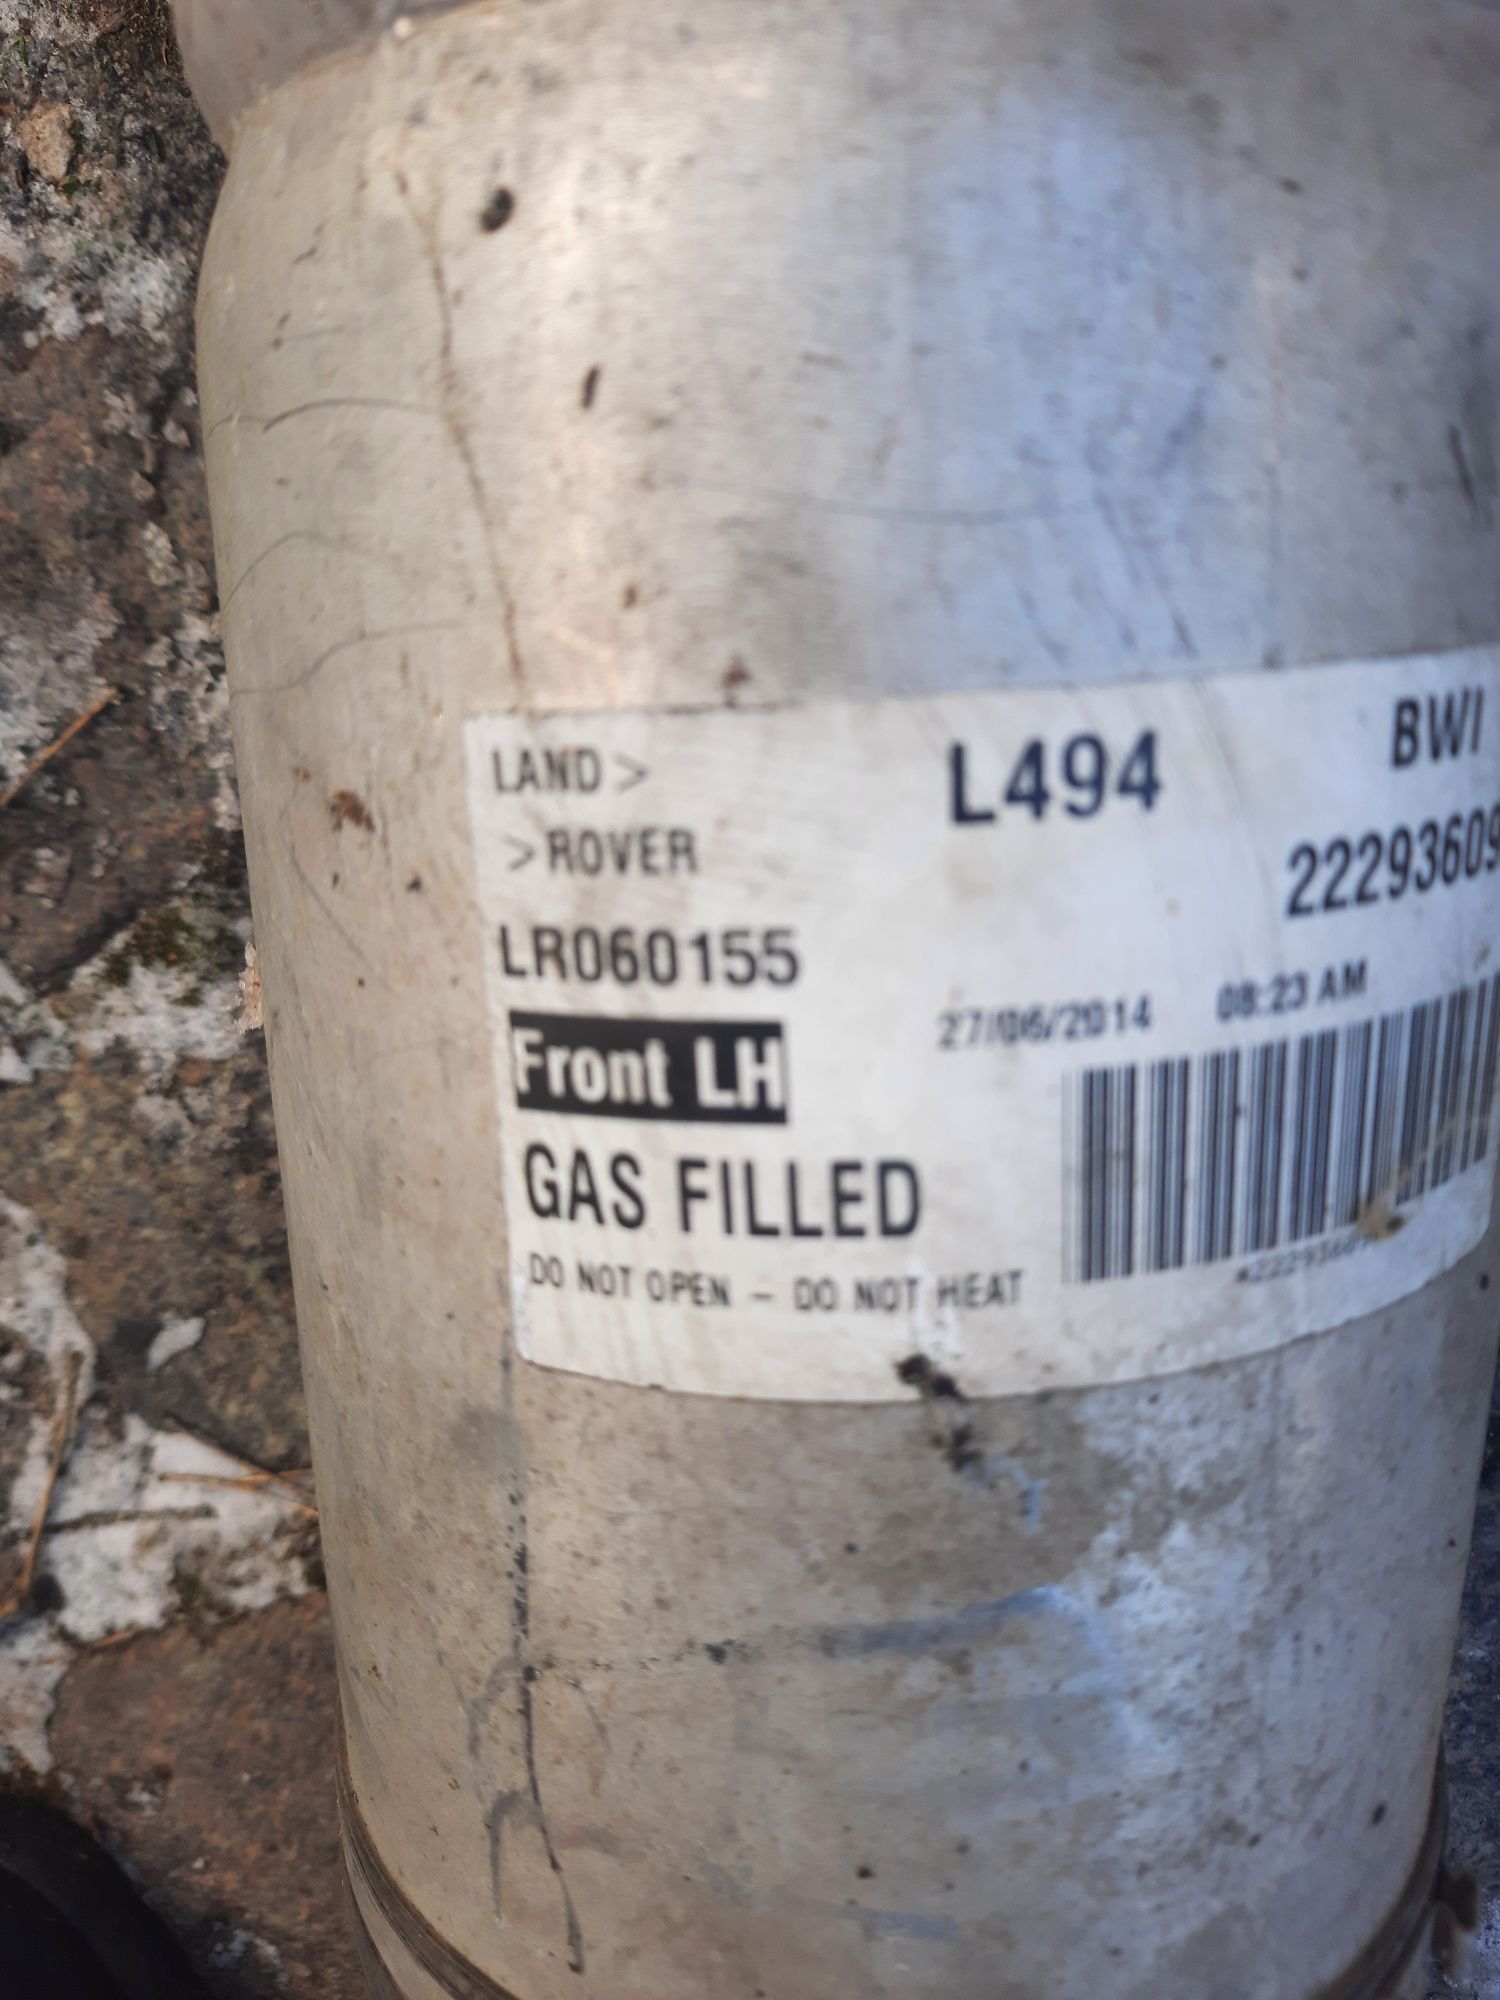 LAND >
> ROVER
L494
BWI
22293609
LR060155
27/06/2014 08:23 AM
Front LH
GAS FILLED
DO NOT OPEN – DO NOT HEAT